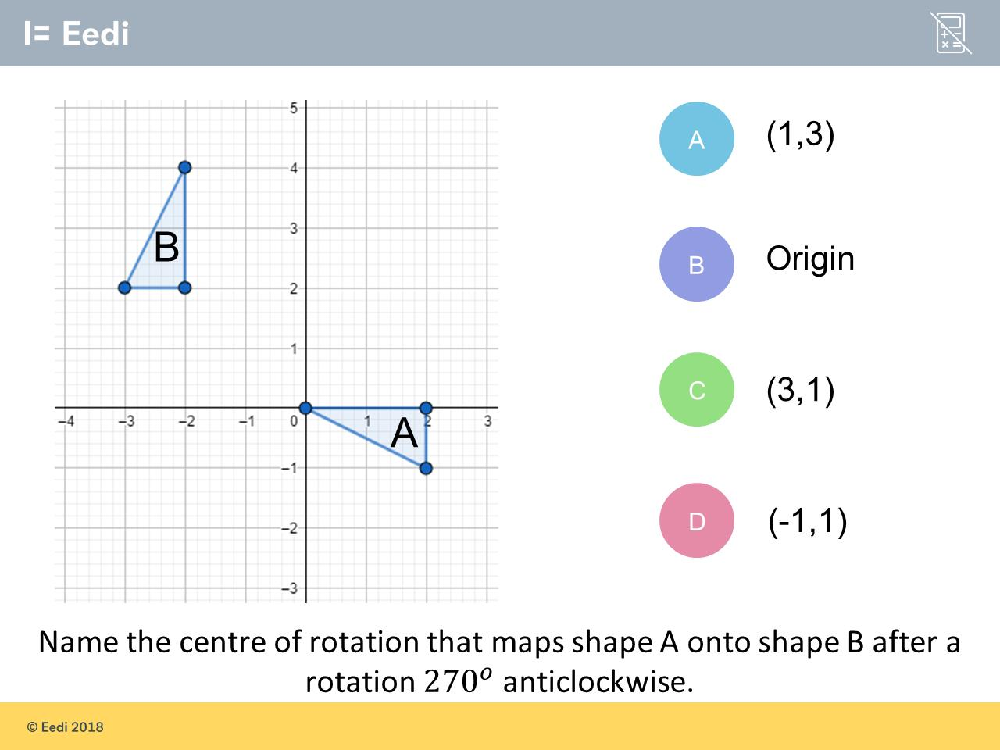 Eedi
5
4
B
3
2
1
−4 −3 −2 −1 0 1 2 3
A
−1
−2
−3
A (1,3)
B Origin
C (3,1)
D (-1,1)
Name the centre of rotation that maps shape A onto shape B after a
rotation 270° anticlockwise.
© Eedi 2018